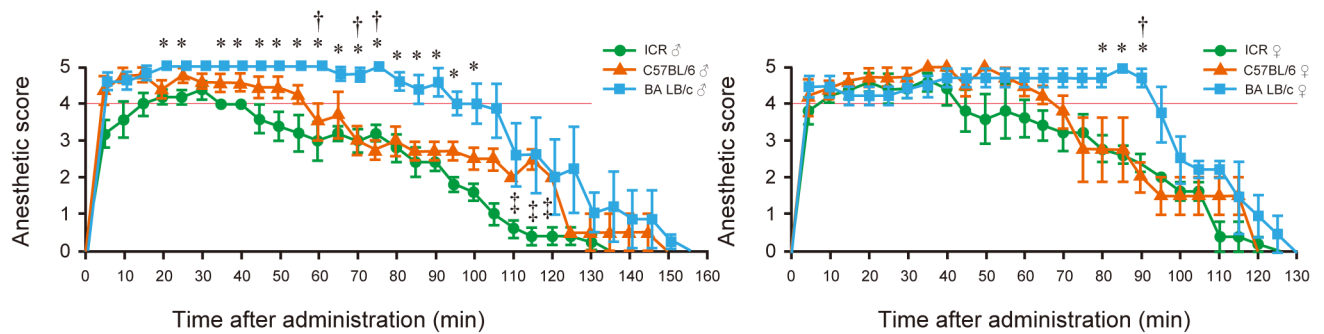 † † †
* * * * * * * * * * * * * * * *
ICR ♂
C57BL/6 ♂
BA LB/c ♂
5
4
3
2
1
0
Anesthetic score
‡ ‡ ‡
0 10 20 30 40 50 60 70 80 90 100 110 120 130 140 150 160
Time after administration (min)
†
* * *
ICR ♀
C57BL/6 ♀
BA LB/c ♀
5
4
3
2
1
0
Anesthetic score
0 10 20 30 40 50 60 70 80 90 100 110 120 130
Time after administration (min)